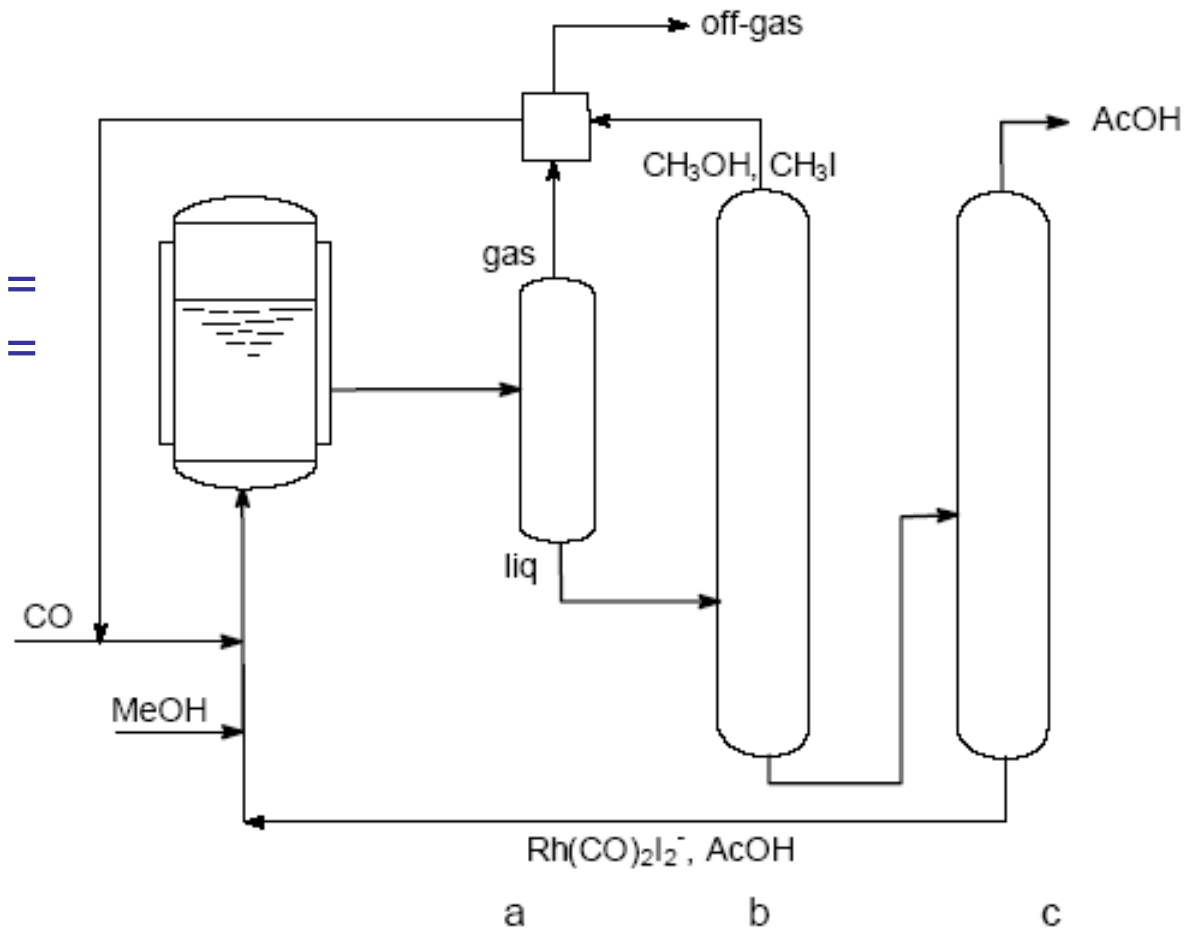 off-gas
AcOH
CH₃OH, CH₃I
gas
=
=
liq
CO
MeOH
Rh(CO)₂I₂⁻, AcOH
a b c